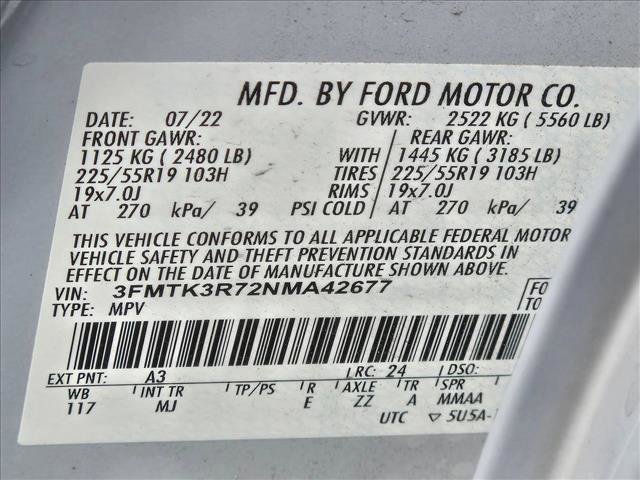 MFD. BY FORD MOTOR CO.
DATE: 07/22 GVWR: 2522 KG ( 5560 LB)
FRONT GAWR: REAR GAWR:
1125 KG ( 2480 LB) WITH 1445 KG ( 3185 LB)
225/55R19 103H TIRES 225/55R19 103H
19x7.0J RIMS 19x7.0J
AT 270 kPa/ 39 PSI COLD AT 270 kPa/ 39
THIS VEHICLE CONFORMS TO ALL APPLICABLE FEDERAL MOTOR
VEHICLE SAFETY AND THEFT PREVENTION STANDARDS IN
EFFECT ON THE DATE OF MANUFACTURE SHOWN ABOVE.
VIN: 3FMTK3R72NMA42677
TYPE: MPV
EXT PNT: A3 RC: 24 DSO:
WB INT TR TP/PS R AXLE TR SPR
117 MJ E ZZ A MMAA
UTC ▽ 5U5A-